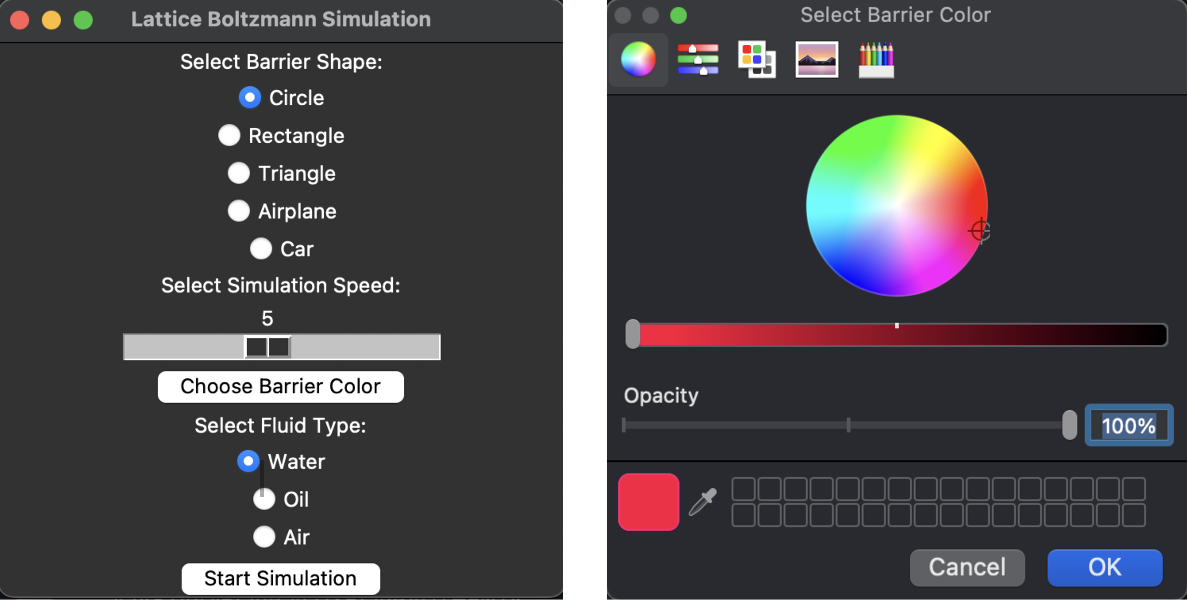 Lattice Boltzmann Simulation
Select Barrier Shape:
Circle
Rectangle
Triangle
Airplane
Car
Select Simulation Speed:
5
Choose Barrier Color
Select Fluid Type:
Water
Oil
Air
Start Simulation
Select Barrier Color
Opacity
100%
Cancel
OK